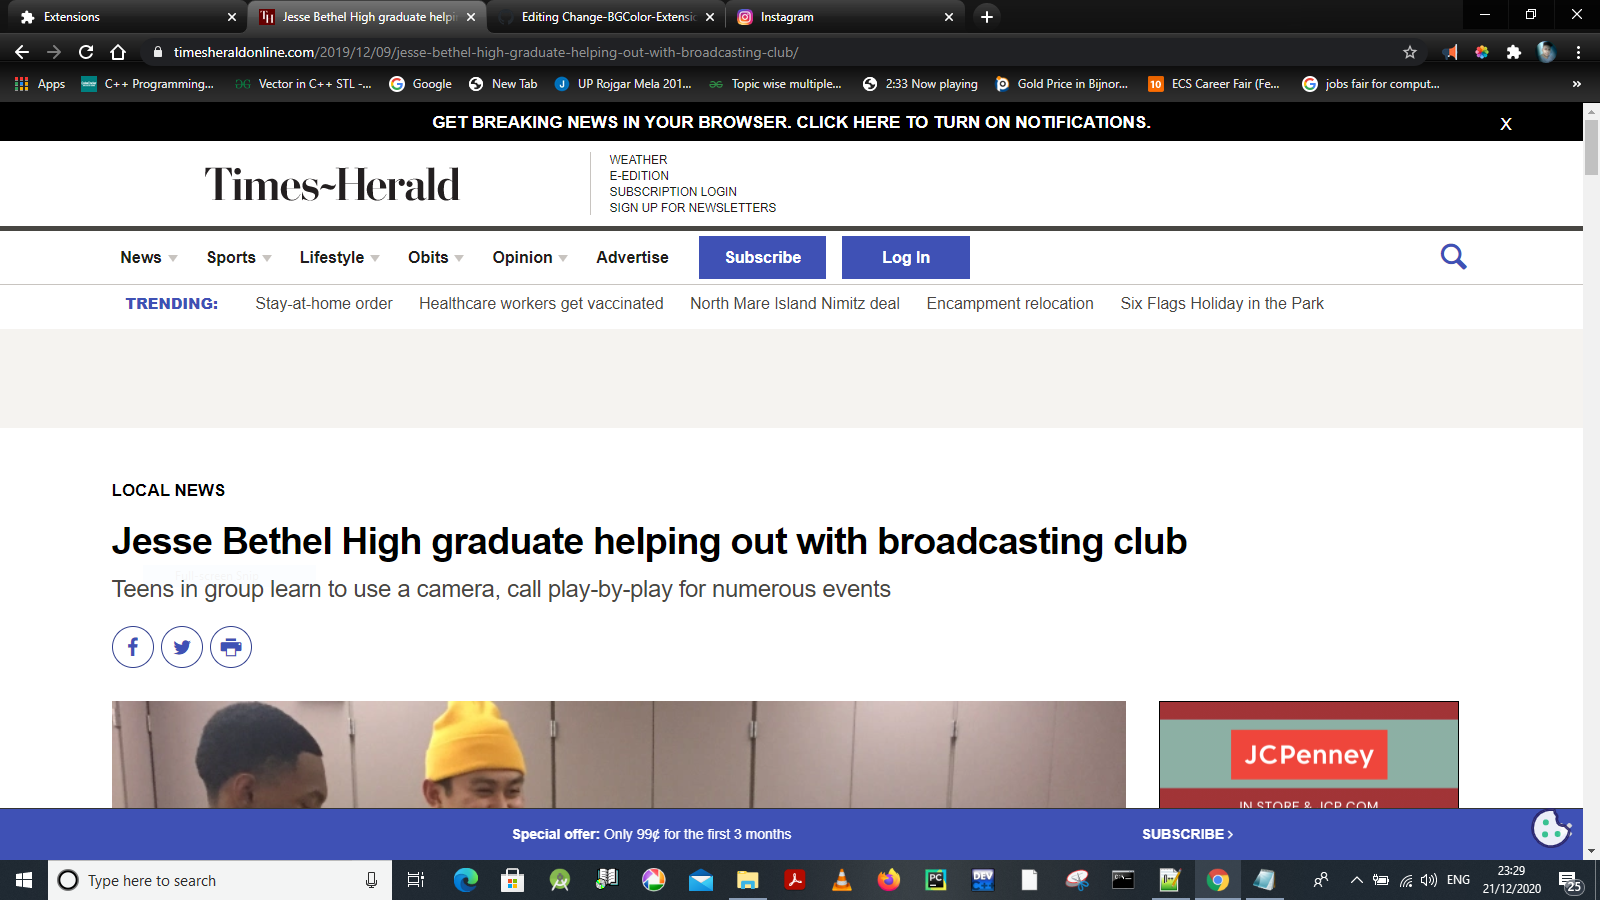 Extensions
Jesse Bethel High graduate helpin
Editing Change-BGColor-Extensio
Instagram
timesheraldonline.com/2019/12/09/jesse-bethel-high-graduate-helping-out-with-broadcasting-club/
Apps
C++ Programming...
Vector in C++ STL -...
Google
New Tab
UP Rojgar Mela 201...
Topic wise multiple...
2:33 Now playing
Gold Price in Bijnor...
10
ECS Career Fair (Fe...
jobs fair for comput...
»
GET BREAKING NEWS IN YOUR BROWSER. CLICK HERE TO TURN ON NOTIFICATIONS.
X
Times~Herald
WEATHER
E-EDITION
SUBSCRIPTION LOGIN
SIGN UP FOR NEWSLETTERS
News
Sports
Lifestyle
Obits
Opinion
Advertise
Subscribe
Log In
TRENDING:
Stay-at-home order
Healthcare workers get vaccinated
North Mare Island Nimitz deal
Encampment relocation
Six Flags Holiday in the Park
LOCAL NEWS
Jesse Bethel High graduate helping out with broadcasting club
Teens in group learn to use a camera, call play-by-play for numerous events
JCPenney
IN STORE & JCP.COM
Special offer: Only 99¢ for the first 3 months
SUBSCRIBE ›
Type here to search
PC
DEV
ENG
23:29
21/12/2020
25